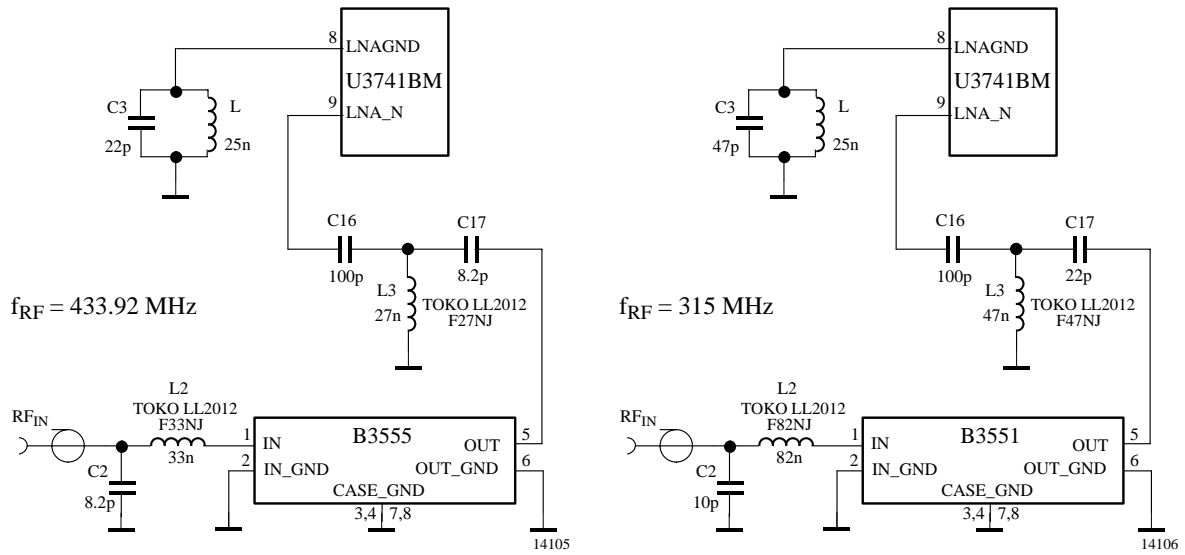 8
LNAGND
U3741BM
9
LNA_N
C3
22p
L
25n
C16
100p
C17
8.2p
L3
27n
TOKO LL2012
F27NJ
fRF = 433.92 MHz
L2
TOKO LL2012
F33NJ
33n
RFIN
C2
8.2p
1
IN
B3555
OUT
5
2
IN_GND
OUT_GND
6
CASE_GND
3,4
7,8
14105
8
LNAGND
U3741BM
9
LNA_N
C3
47p
L
25n
C16
100p
C17
22p
L3
47n
TOKO LL2012
F47NJ
fRF = 315 MHz
L2
TOKO LL2012
F82NJ
82n
RFIN
C2
10p
1
IN
B3551
OUT
5
2
IN_GND
OUT_GND
6
CASE_GND
3,4
7,8
14106